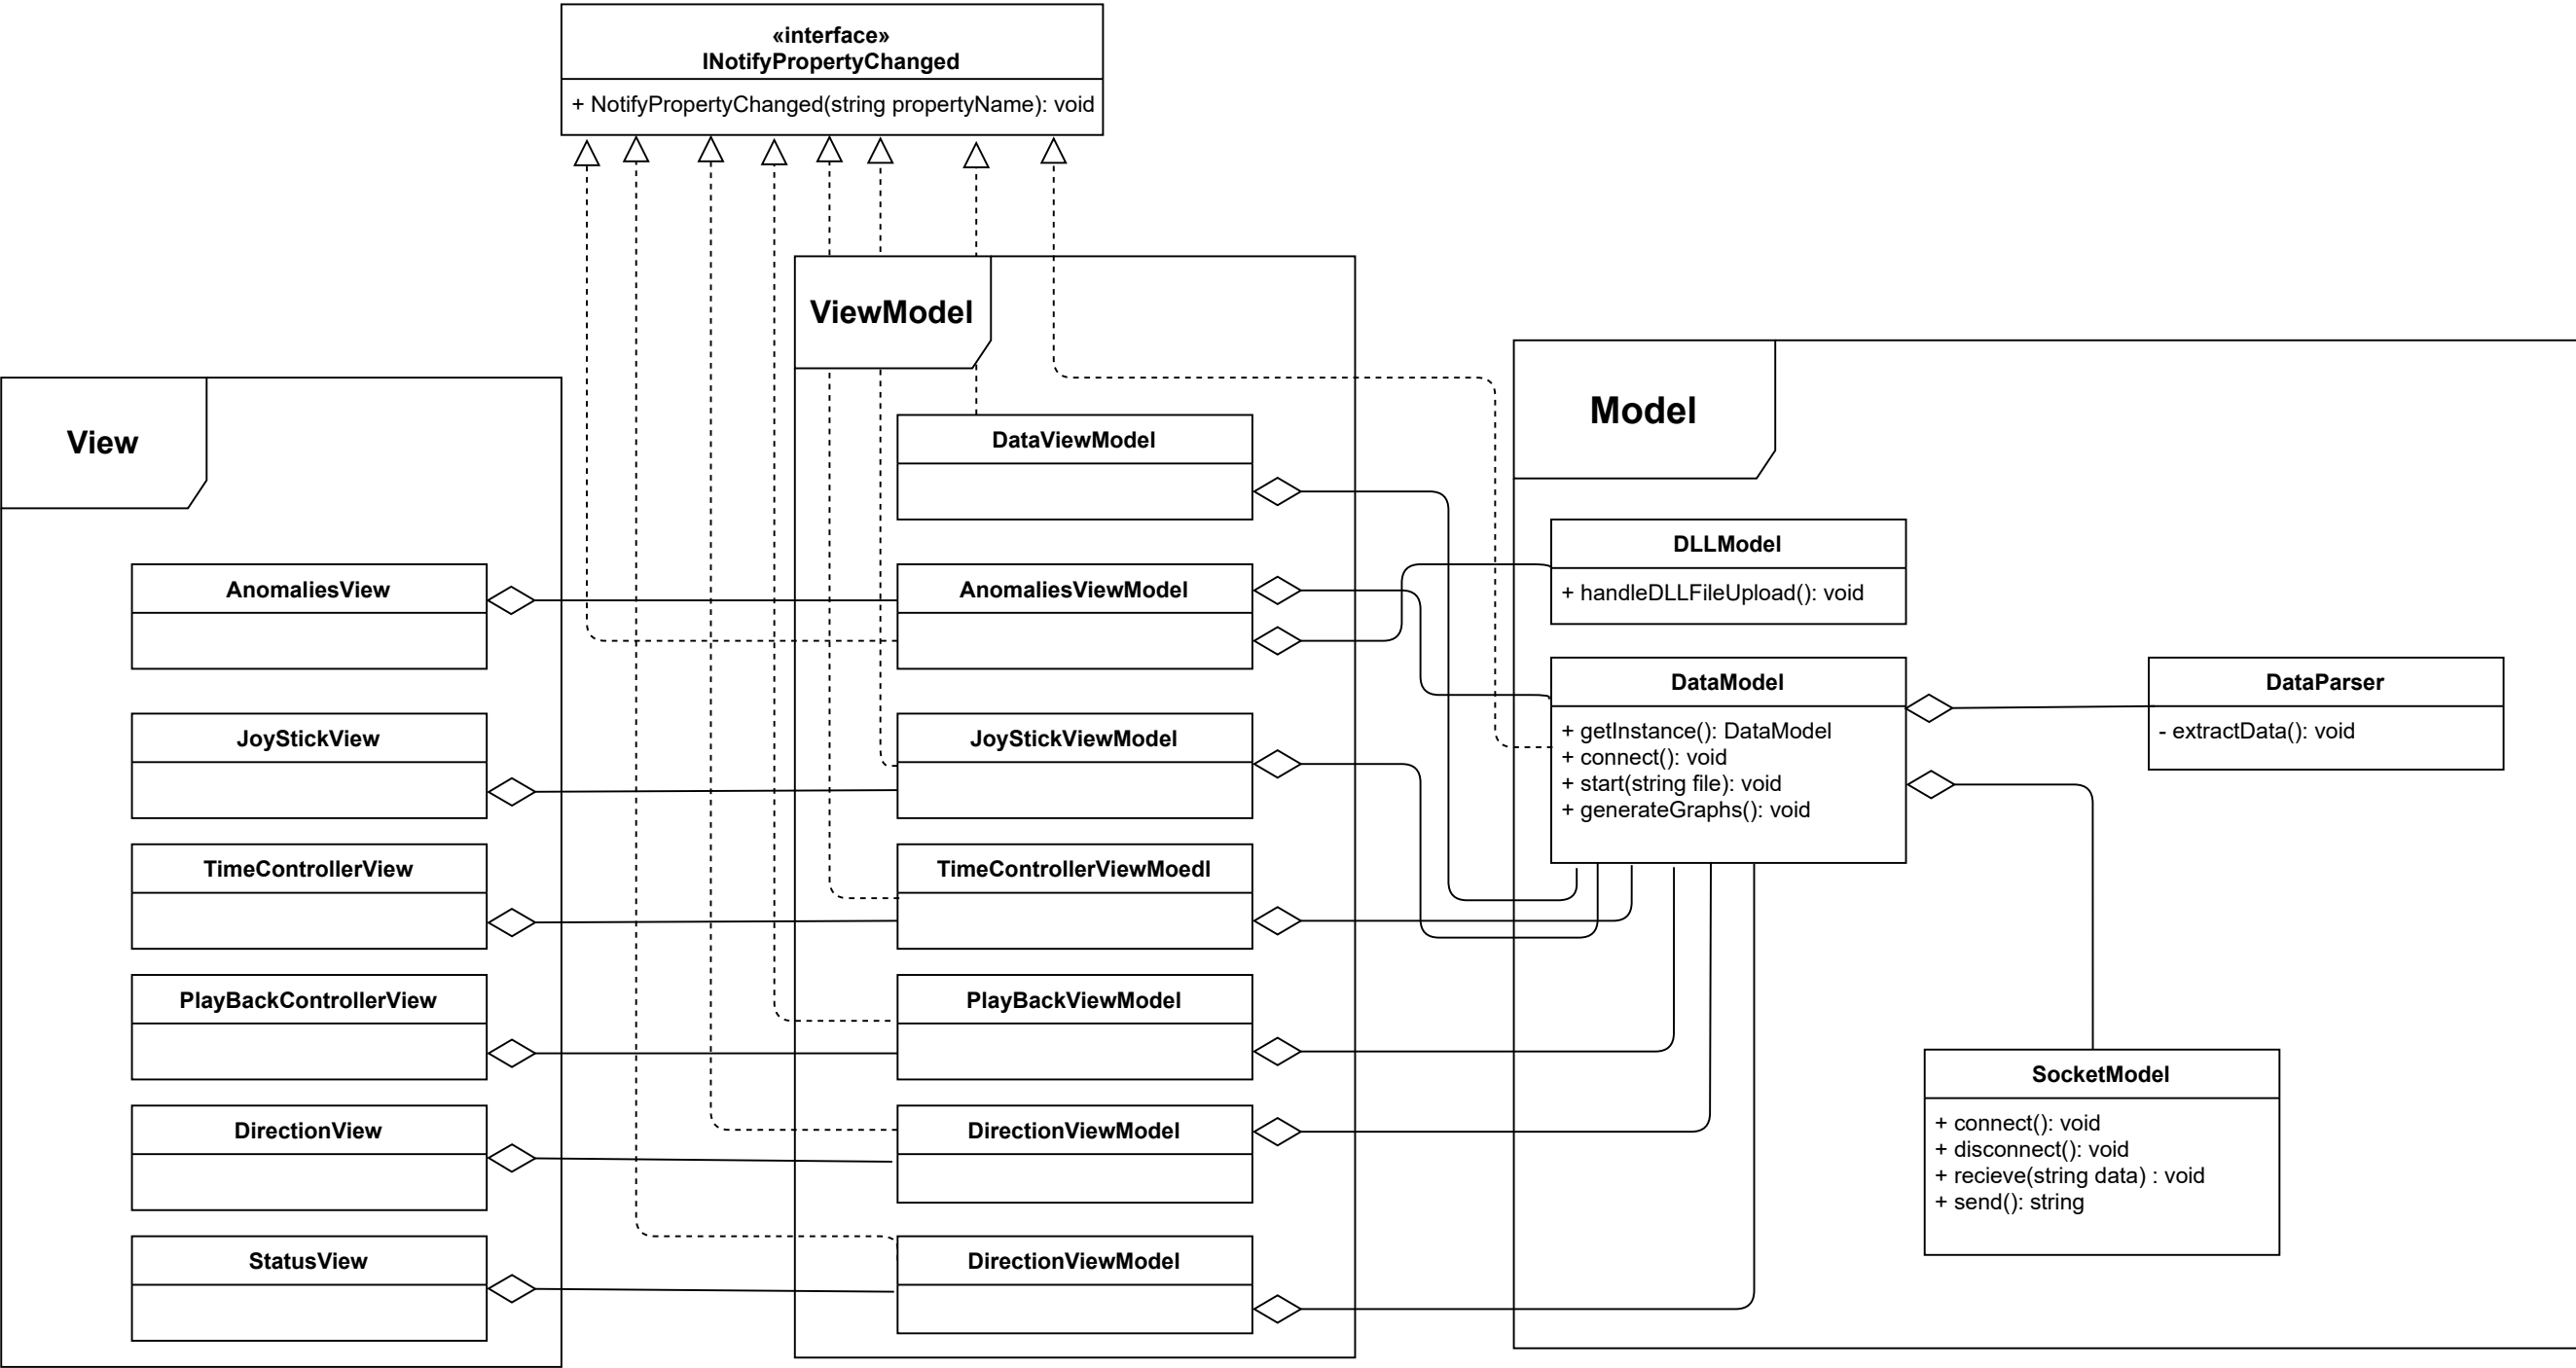 «interface»
INotifyPropertyChanged
+ NotifyPropertyChanged(string propertyName): void
View
AnomaliesView
JoyStickView
TimeControllerView
PlayBackControllerView
DirectionView
StatusView
ViewModel
DataViewModel
AnomaliesViewModel
JoyStickViewModel
TimeControllerViewMoedl
PlayBackViewModel
DirectionViewModel
DirectionViewModel
Model
DLLModel
+ handleDLLFileUpload(): void
DataModel
+ getInstance(): DataModel
+ connect(): void
+ start(string file): void
+ generateGraphs(): void
DataParser
- extractData(): void
SocketModel
+ connect(): void
+ disconnect(): void
+ recieve(string data) : void
+ send(): string